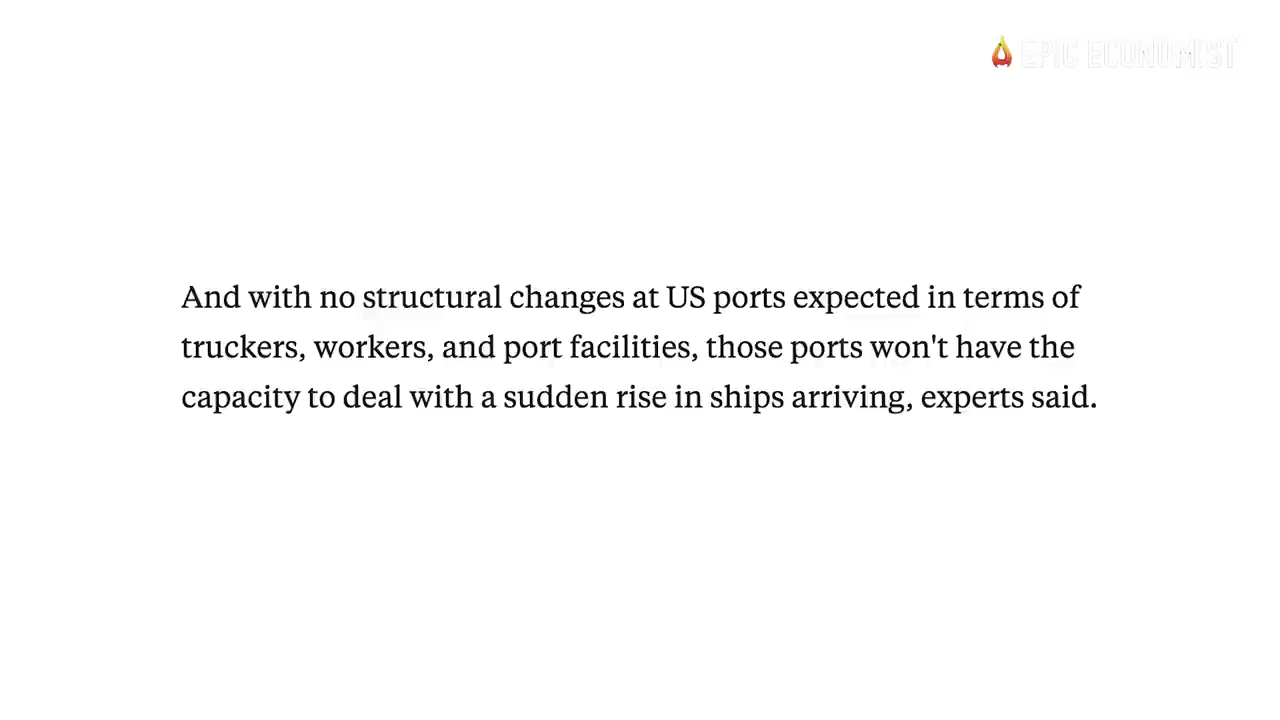 EPIC ECONOMIST
And with no structural changes at US ports expected in terms of
truckers, workers, and port facilities, those ports won't have the
capacity to deal with a sudden rise in ships arriving, experts said.